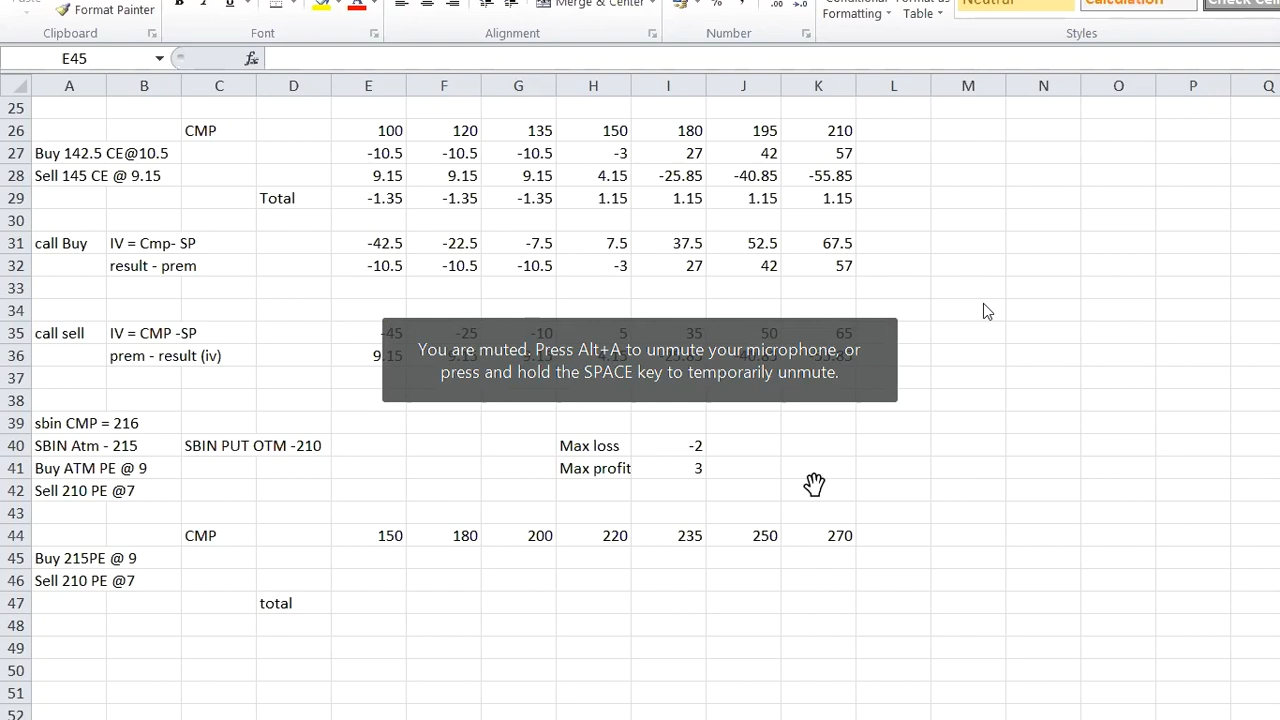 Paste Format Painter B I U Merge & Center % Conditional Format as Neutral Calculation Check Cell
Formatting Table
Clipboard Font Alignment Number Styles
E45 fx
A B C D E F G H I J K L M N O P Q
25
26 CMP 100 120 135 150 180 195 210
27 Buy 142.5 CE@10.5 -10.5 -10.5 -10.5 -3 27 42 57
28 Sell 145 CE @ 9.15 9.15 9.15 9.15 4.15 -25.85 -40.85 -55.85
29 Total -1.35 -1.35 -1.35 1.15 1.15 1.15 1.15
30
31 call Buy IV = Cmp- SP -42.5 -22.5 -7.5 7.5 37.5 52.5 67.5
32 result - prem -10.5 -10.5 -10.5 -3 27 42 57
33
34
35 call sell IV = CMP -SP -45 -25 -10 5 35 50 65
You are muted. Press Alt+A to unmute your microphone, or
36 prem - result (iv) 9.15
press and hold the SPACE key to temporarily unmute.
37
38
39 sbin CMP = 216
40 SBIN Atm - 215 SBIN PUT OTM -210 Max loss -2
41 Buy ATM PE @ 9 Max profit 3
42 Sell 210 PE @7
43
44 CMP 150 180 200 220 235 250 270
45 Buy 215PE @ 9
46 Sell 210 PE @7
47 total
48
49
50
51
52